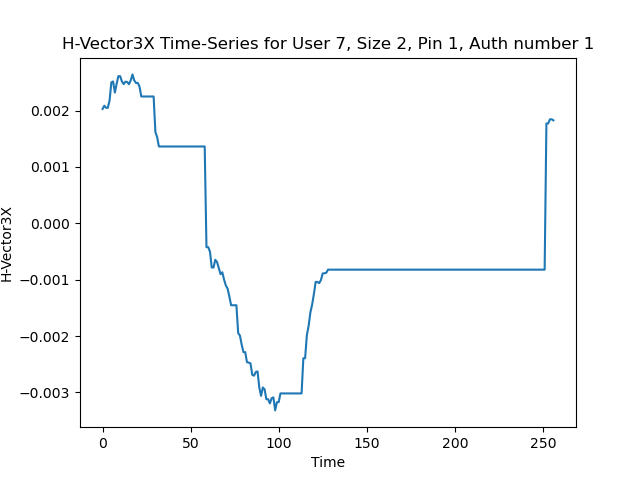 H-Vector3X Time-Series for User 7, Size 2, Pin 1, Auth number 1
0.002
0.001
0.000
−0.001
−0.002
−0.003
H-Vector3X
0 50 100 150 200 250
Time